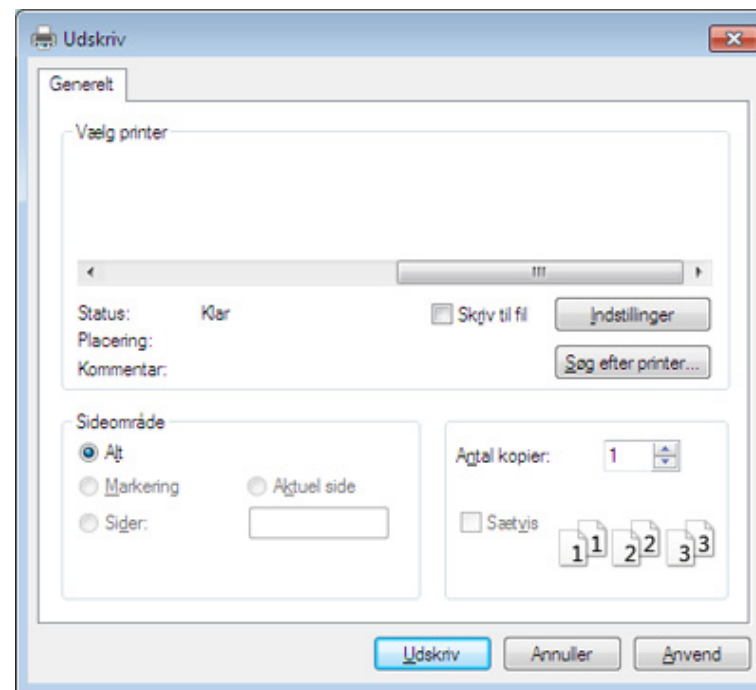 Udskriv
Generelt
Vælg printer
Status: Klar
Skriv til fil
Indstillinger
Placering:
Kommentar:
Søg efter printer...
Sideområde
Alt
Markering
Aktuel side
Sider:
Antal kopier: 1
Sætvis
1 1 2 2 3 3
Udskriv
Annuller
Anvend